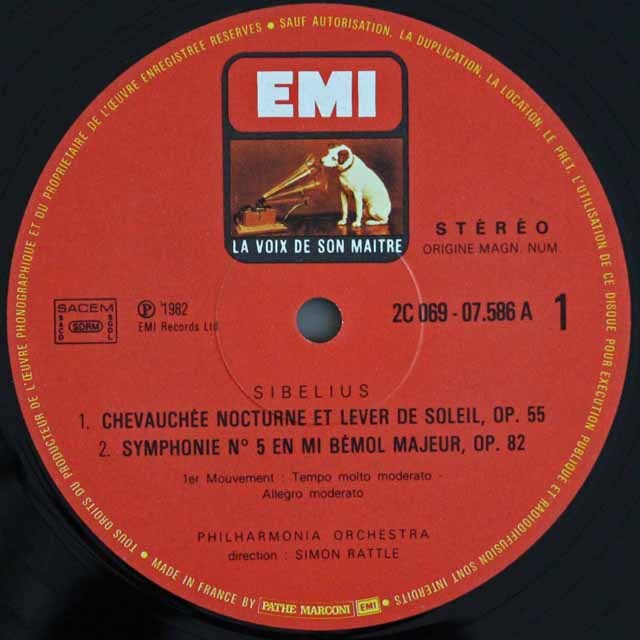 TOUS DROITS DU PRODUCTEUR DE L'ŒUVRE PHONOGRAPHIQUE ET DU PROPRIETAIRE DE L'ŒUVRE ENREGISTREE RESERVES • SAUF AUTORISATION, LA DUPLICATION, LA LOCATION, LE PRET, L'UTILISATION DE CE DISQUE POUR EXECUTION PUBLIQUE ET RADIODIFFUSION SONT INTERDITS •
EMI
LA VOIX DE SON MAITRE
STÉRÉO
ORIGINE MAGN. NUM.
SACEM
SACD SDRM SGDL
℗ 1982
EMI Records Ltd
2C 069 - 07.586 A 1
SIBELIUS
1. CHEVAUCHÉE NOCTURNE ET LEVER DE SOLEIL, OP. 55
2. SYMPHONIE N° 5 EN MI BÉMOL MAJEUR, OP. 82
1er Mouvement : Tempo molto moderato -
Allegro moderato
PHILHARMONIA ORCHESTRA
direction : SIMON RATTLE
MADE IN FRANCE BY PATHE MARCONI EMI